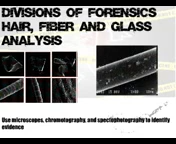 DIVISIONS OF FORENSICS
HAIR, FIBER AND GLASS
ANALYSIS
Use microscopes, chromatography, and spectrophotography to identify
evidence